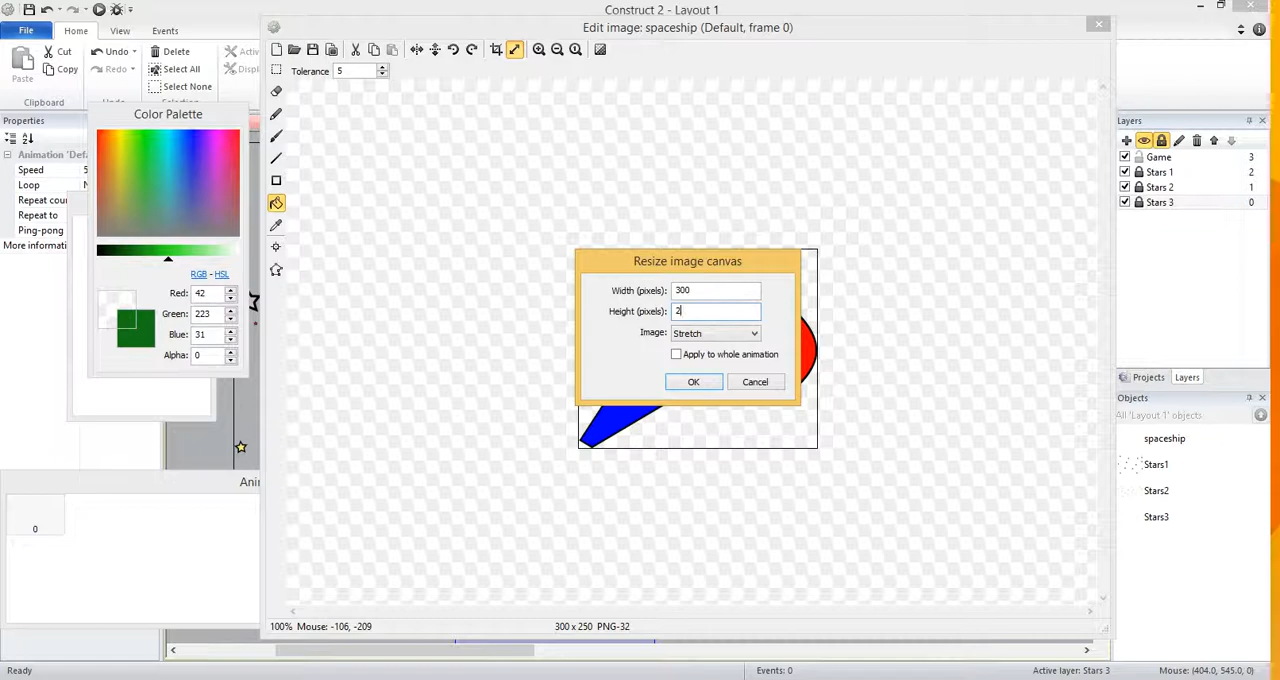 Construct 2 - Layout 1
File
Home
View
Events
Paste
Cut
Copy
Clipboard
Undo
Redo
Undo
Delete
Select All
Select None
Selection
Edit image: spaceship (Default, frame 0)
Tolerance 5
Properties
Color Palette
Speed 5
Loop N
Repeat to
Ping-pong
More informatio
RGB - HSL
Red: 42
Green: 223
Blue: 31
Alpha: 0
0
Resize image canvas
Width (pixels): 300
Height (pixels): 2
Image: Stretch
Apply to whole animation
OK Cancel
100% Mouse: -106, -209
300 x 250 PNG-32
Layers
Game 3
Stars 1 2
Stars 2 1
Stars 3 0
Projects Layers
Objects
All 'Layout 1' objects
spaceship
Stars1
Stars2
Stars3
Ready
Events: 0
Active layer: Stars 3
Mouse: (404.0, 545.0, 0)